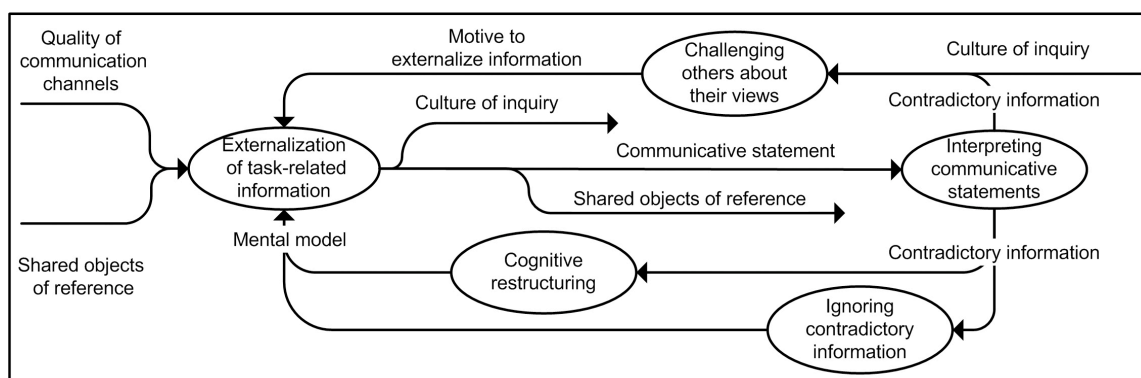 Quality of
communication
channels
Motive to
externalize information
Challenging
others about
their views
Culture of inquiry
Contradictory information
Culture of inquiry
Externalization
of task-related
information
Communicative statement
Interpreting
communicative
statements
Shared objects of reference
Mental model
Contradictory information
Shared objects
of reference
Cognitive
restructuring
Ignoring
contradictory
information